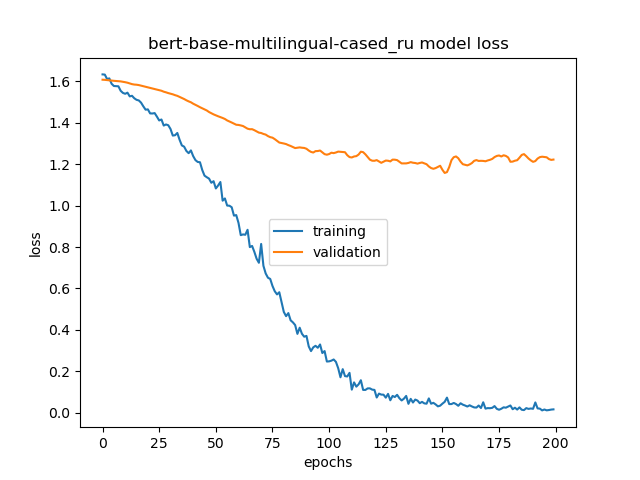 bert-base-multilingual-cased_ru model loss
loss
1.6
1.4
1.2
1.0
0.8
0.6
0.4
0.2
0.0
training
validation
0 25 50 75 100 125 150 175 200
epochs